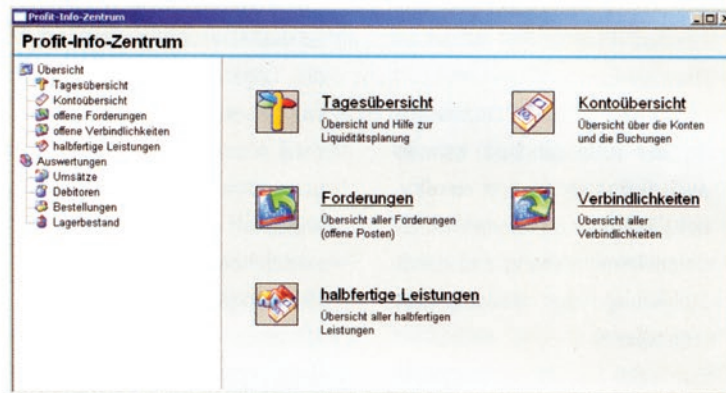 Profit-Info-Zentrum
Profit-Info-Zentrum
Übersicht
Tagesübersicht
Kontoübersicht
offene Forderungen
offene Verbindlichkeiten
halbfertige Leistungen
Auswertungen
Umsätze
Debitoren
Bestellungen
Lagerbestand
Tagesübersicht
Übersicht und Hilfe zur
Liquiditätsplanung
Kontoübersicht
Übersicht über die Konten
und die Buchungen
Forderungen
Übersicht aller Forderungen
(offene Posten)
Verbindlichkeiten
Übersicht aller
Verbindlichkeiten
halbfertige Leistungen
Übersicht aller halbfertigen
Leistungen